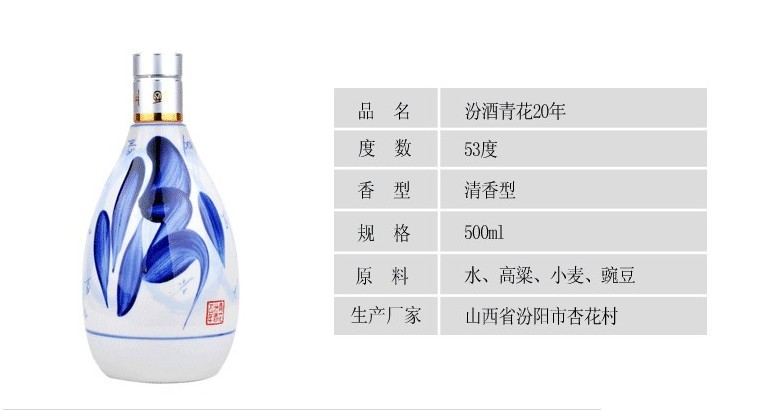 品 名 汾酒青花20年
度 数 53度
香 型 清香型
规 格 500ml
原 料 水、高粱、小麦、豌豆
生产厂家 山西省汾阳市杏花村